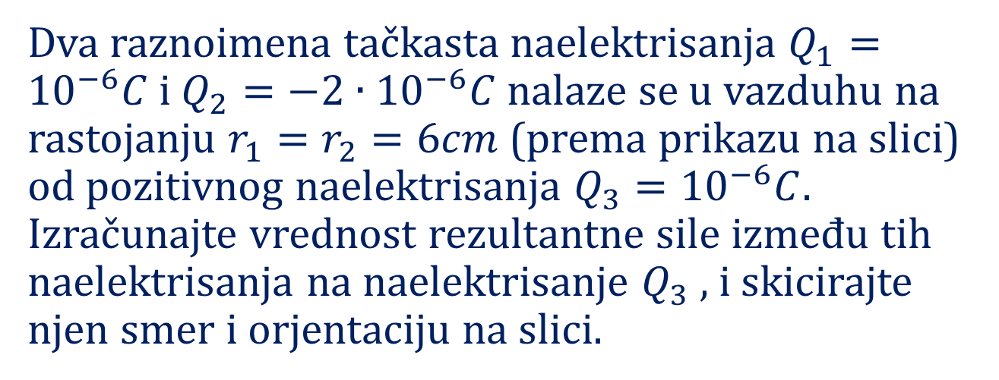 Dva raznoimena tačkasta naelektrisanja $Q_1 =$
$10^{-6}C$ i $Q_2 = -2 \cdot 10^{-6}C$ nalaze se u vazduhu na
rastojanju $r_1 = r_2 = 6cm$ (prema prikazu na slici)
od pozitivnog naelektrisanja $Q_3 = 10^{-6}C.$
Izračunajte vrednost rezultantne sile između tih
naelektrisanja na naelektrisanje $Q_3$ , i skicirajte
njen smer i orjentaciju na slici.